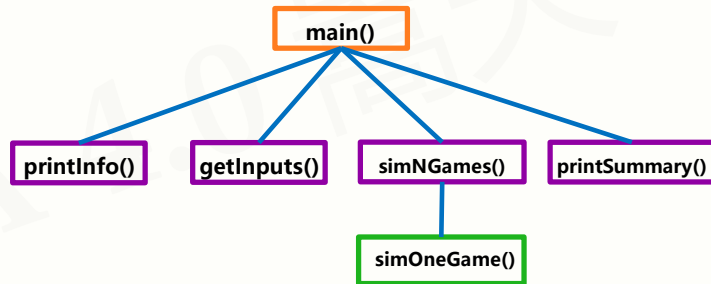 main()
printInfo()
getInputs()
simNGames()
printSummary()
simOneGame()